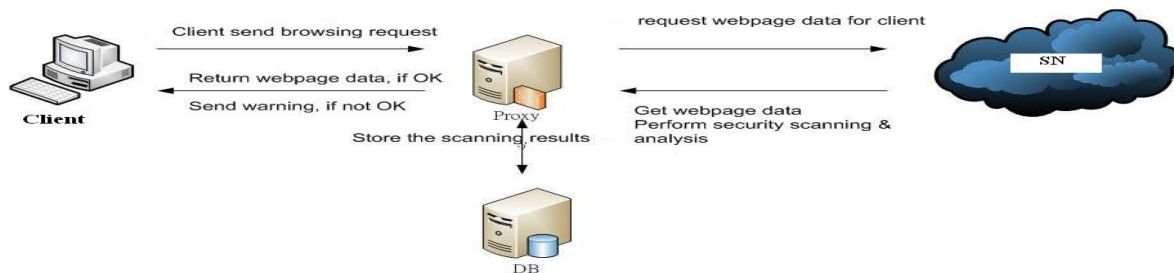 Client send browsing request
request webpage data for client
SN
Return webpage data, if OK
Send warning, if not OK
Client
Proxy
Get webpage data
Perform security scanning &
analysis
Store the scanning results
DB